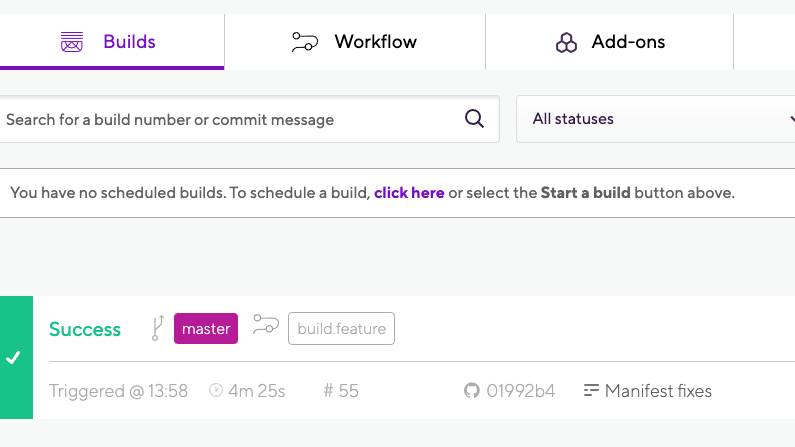 Builds Workflow Add-ons
Search for a build number or commit message All statuses
You have no scheduled builds. To schedule a build, click here or select the Start a build button above.
Success master build.feature
Triggered @ 13:58 4m 25s # 55 01992b4 Manifest fixes